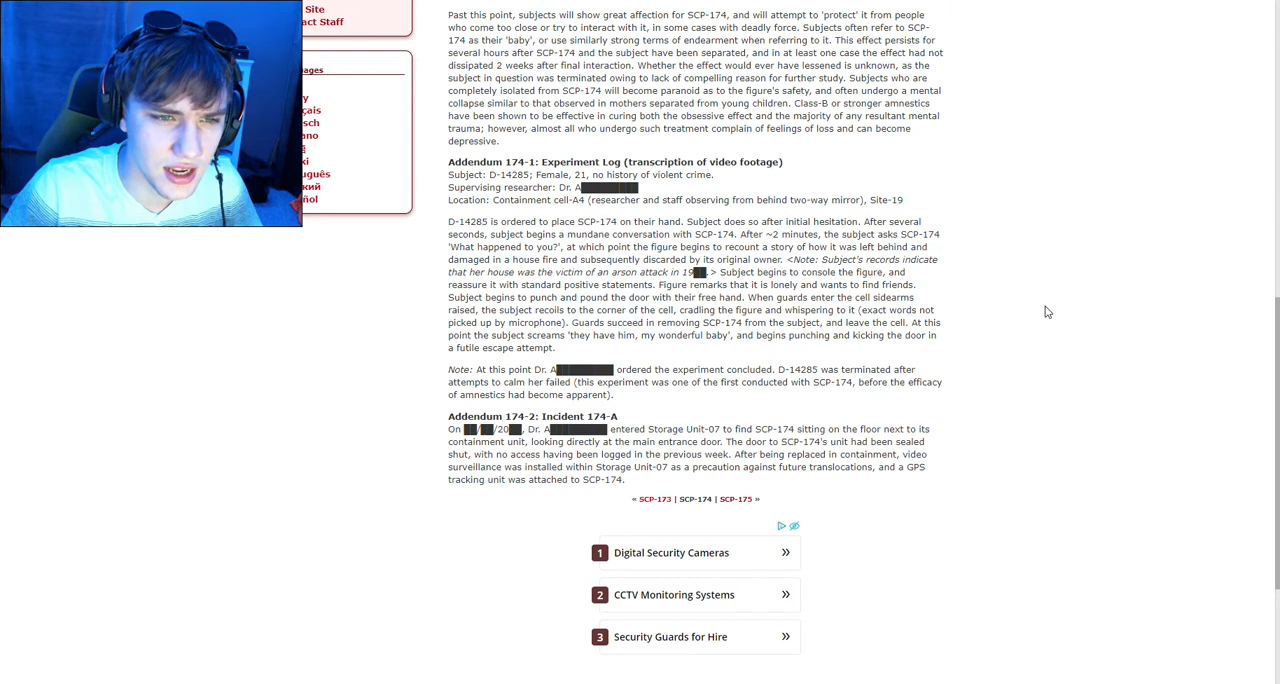 Site
act Staff
ages
y
çais
sch
ano
ki
uguês
кий
ñol
Past this point, subjects will show great affection for SCP-174, and will attempt to 'protect' it from people
who come too close or try to interact with it, in some cases with deadly force. Subjects often refer to SCP-
174 as their 'baby', or use similarly strong terms of endearment when referring to it. This effect persists for
several hours after SCP-174 and the subject have been separated, and in at least one case the effect had not
dissipated 2 weeks after final interaction. Whether the effect would ever have lessened is unknown, as the
subject in question was terminated owing to lack of compelling reason for further study. Subjects who are
completely isolated from SCP-174 will become paranoid as to the figure's safety, and often undergo a mental
collapse similar to that observed in mothers separated from young children. Class-B or stronger amnestics
have been shown to be effective in curing both the obsessive effect and the majority of any resultant mental
trauma; however, almost all who undergo such treatment complain of feelings of loss and can become
depressive.
Addendum 174-1: Experiment Log (transcription of video footage)
Subject: D-14285; Female, 21, no history of violent crime.
Supervising researcher: Dr. A█████████
Location: Containment cell-A4 (researcher and staff observing from behind two-way mirror), Site-19
D-14285 is ordered to place SCP-174 on their hand. Subject does so after initial hesitation. After several
seconds, subject begins a mundane conversation with SCP-174. After ~2 minutes, the subject asks SCP-174
'What happened to you?', at which point the figure begins to recount a story of how it was left behind and
damaged in a house fire and subsequently discarded by its original owner. <Note: Subject's records indicate
that her house was the victim of an arson attack in 19██.> Subject begins to console the figure, and
reassure it with standard positive statements. Figure remarks that it is lonely and wants to find friends.
Subject begins to punch and pound the door with their free hand. When guards enter the cell sidearms
raised, the subject recoils to the corner of the cell, cradling the figure and whispering to it (exact words not
picked up by microphone). Guards succeed in removing SCP-174 from the subject, and leave the cell. At this
point the subject screams 'they have him, my wonderful baby', and begins punching and kicking the door in
a futile escape attempt.
Note: At this point Dr. A█████████ ordered the experiment concluded. D-14285 was terminated after
attempts to calm her failed (this experiment was one of the first conducted with SCP-174, before the efficacy
of amnestics had become apparent).
Addendum 174-2: Incident 174-A
On ██/██/20██, Dr. A█████████ entered Storage Unit-07 to find SCP-174 sitting on the floor next to its
containment unit, looking directly at the main entrance door. The door to SCP-174's unit had been sealed
shut, with no access having been logged in the previous week. After being replaced in containment, video
surveillance was installed within Storage Unit-07 as a precaution against future translocations, and a GPS
tracking unit was attached to SCP-174.
« SCP-173 | SCP-174 | SCP-175 »
1 Digital Security Cameras »
2 CCTV Monitoring Systems »
3 Security Guards for Hire »